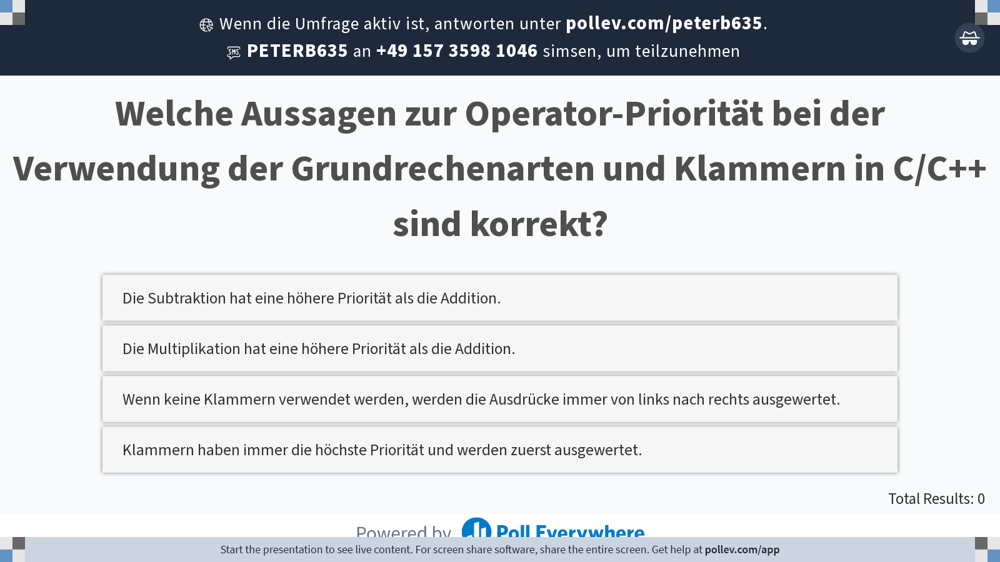 Wenn die Umfrage aktiv ist, antworten unter pollev.com/peterb635.
SMS PETERB635 an +49 157 3598 1046 simsen, um teilzunehmen
Welche Aussagen zur Operator-Priorität bei der
Verwendung der Grundrechenarten und Klammern in C/C++
sind korrekt?
Die Subtraktion hat eine höhere Priorität als die Addition.
Die Multiplikation hat eine höhere Priorität als die Addition.
Wenn keine Klammern verwendet werden, werden die Ausdrücke immer von links nach rechts ausgewertet.
Klammern haben immer die höchste Priorität und werden zuerst ausgewertet.
Total Results: 0
Powered by Poll Everywhere
Start the presentation to see live content. For screen share software, share the entire screen. Get help at pollev.com/app